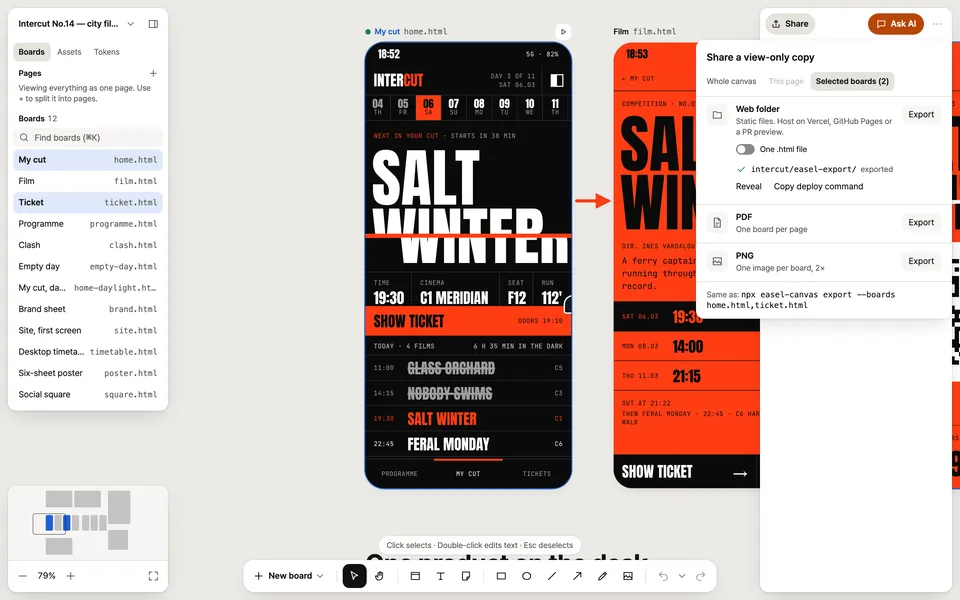 Intercut No.14 — city fil...
Boards
Assets
Tokens
Pages
Viewing everything as one page. Use
+ to split it into pages.
Boards 12
Find boards (⌘K)
My cut home.html
Film film.html
Ticket ticket.html
Programme programme.html
Clash clash.html
Empty day empty-day.html
My cut, da... home-daylight.ht...
Brand sheet brand.html
Site, first screen site.html
Desktop timeta... timetable.html
Six-sheet poster poster.html
Social square square.html
79%
My cut home.html
18:52
5G · 82%
INTERCUT
DAY 3 OF 11
SAT 06.03
04 05 06 07 08 09 10 11
TH FR SA SU MO TU WE TH
NEXT IN YOUR CUT · STARTS IN 38 MIN
SALT
WINTER
TIME CINEMA SEAT RUN
19:30 C1 MERIDIAN F12 112'
SHOW TICKET
DOORS 19:10
TODAY · 4 FILMS
6 H 35 MIN IN THE DARK
11:00 GLASS ORCHARD C5
14:15 NOBODY SWIMS C3
19:30 SALT WINTER C1
22:45 FERAL MONDAY C6
PROGRAMME MY CUT TICKETS
Film film.html
18:53
← MY CUT
COMPETITION · NO.0
SAL
WIN
DIR. INES VARDALOU
A ferry captain
running through
record.
SAT 06.03 19:30
MON 08.03 14:00
THU 11.03 21:15
OUT AT 21:22
THEN FERAL MONDAY · 22:45 · C6 HAR
WALK
SHOW TICKET →
Share
Ask AI
Share a view-only copy
Whole canvas
This page
Selected boards (2)
Web folder
Static files. Host on Vercel, GitHub Pages or
a PR preview.
Export
One .html file
intercut/easel-export/ exported
Reveal
Copy deploy command
PDF
One board per page
Export
PNG
One image per board, 2×
Export
Same as: npx easel-canvas export --boards
home.html,ticket.html
Click selects · Double-click edits text · Esc deselects
One product on the desk
New board